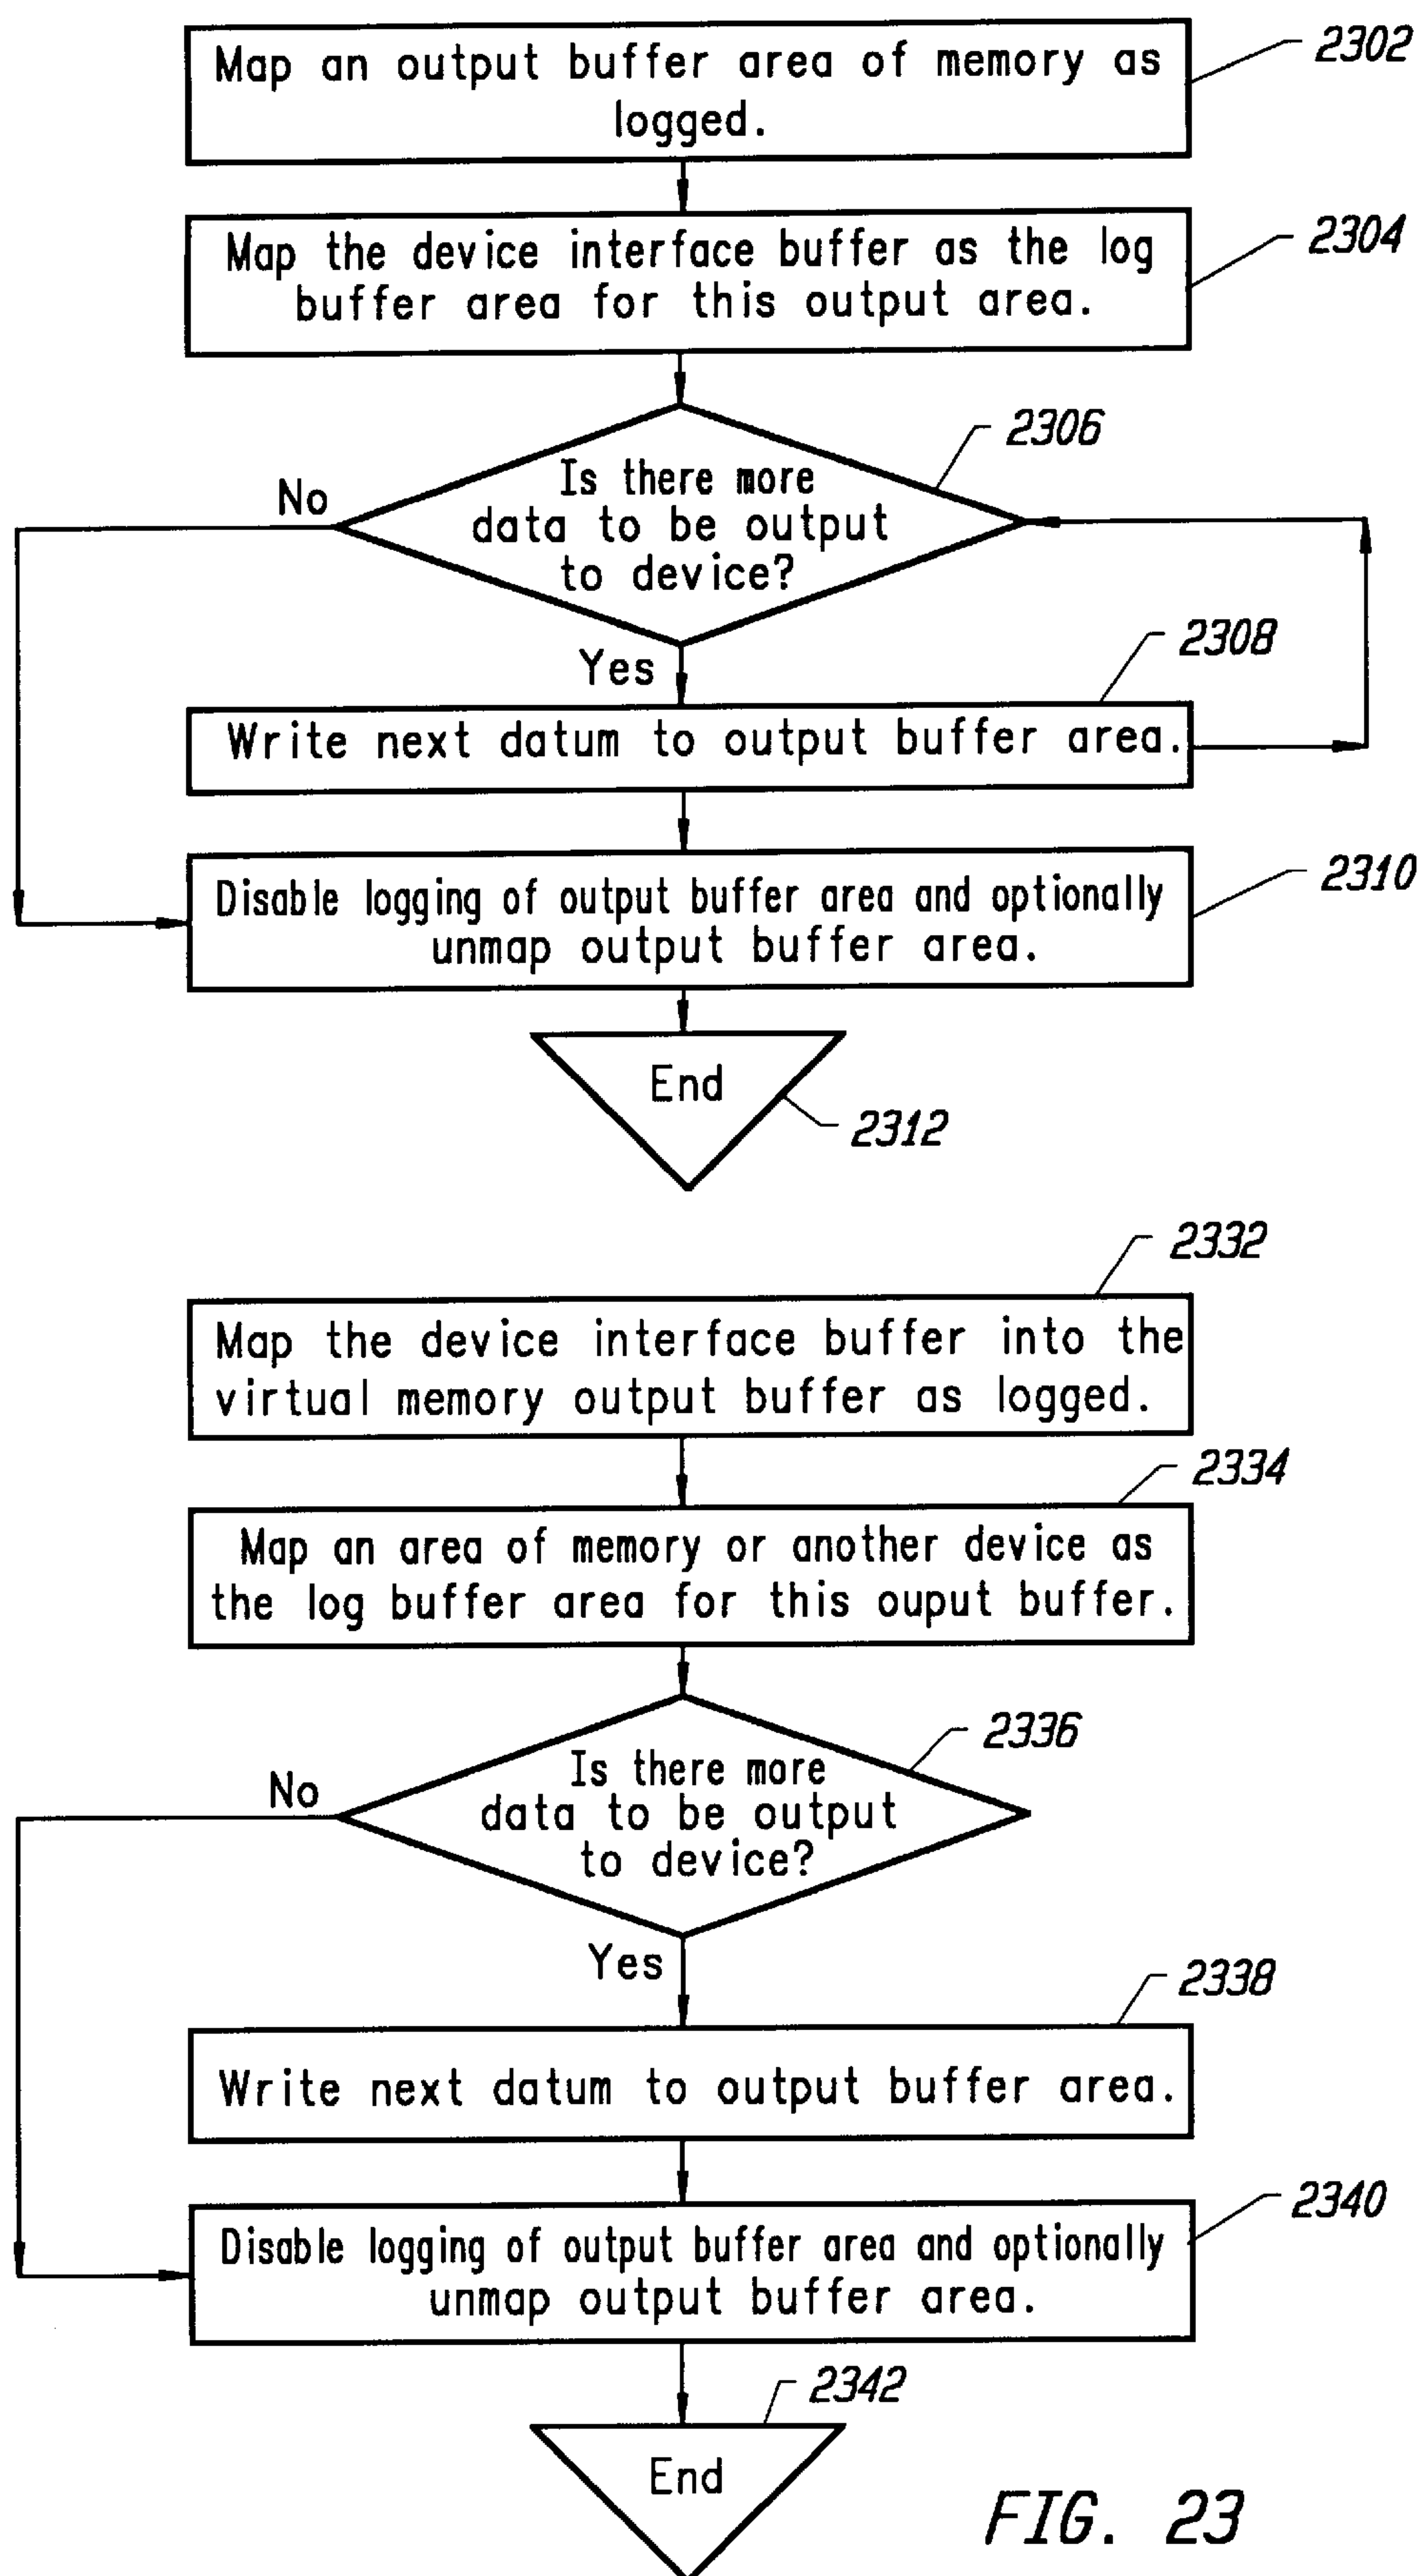 2302
Map an output buffer area of memory as
logged.
2304
Map the device interface buffer as the log
buffer area for this output area.
2306
Is there more
data to be output
to device?
No
Yes
2308
Write next datum to output buffer area.
2310
Disable logging of output buffer area and optionally
unmap output buffer area.
End
2312
2332
Map the device interface buffer into the
virtual memory output buffer as logged.
2334
Map an area of memory or another device as
the log buffer area for this ouput buffer.
2336
Is there more
data to be output
to device?
No
Yes
2338
Write next datum to output buffer area.
2340
Disable logging of output buffer area and optionally
unmap output buffer area.
2342
End
FIG. 23